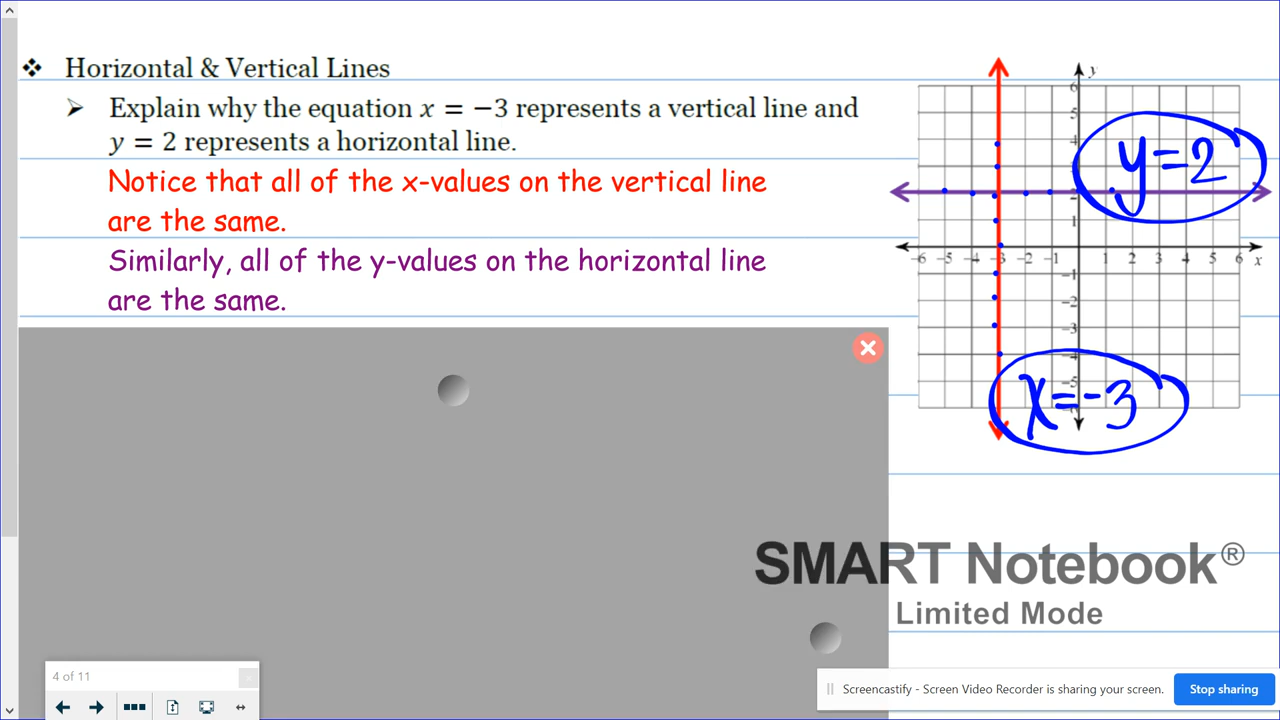 ❖ Horizontal & Vertical Lines
➢ Explain why the equation x = −3 represents a vertical line and
y = 2 represents a horizontal line.
Notice that all of the x-values on the vertical line
are the same.
Similarly, all of the y-values on the horizontal line
are the same.
y
6
5
4
y=2
2
1
-6 -5 -4 -3 -2 -1 1 2 3 4 5 6 x
-1
-2
-3
-4
-5
x=-3
SMART Notebook®
Limited Mode
4 of 11
Screencastify - Screen Video Recorder is sharing your screen.
Stop sharing